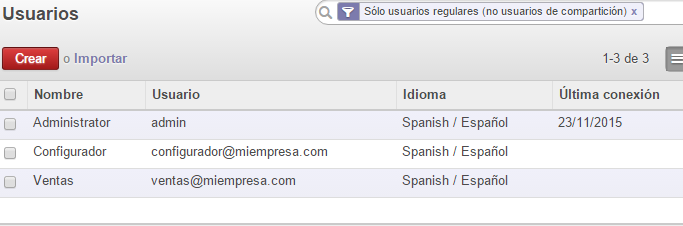 Usuarios
Sólo usuarios regulares (no usuarios de compartición) x
Crear o Importar
1-3 de 3
Nombre Usuario Idioma Última conexión
Administrator admin Spanish / Español 23/11/2015
Configurador configurador@miempresa.com Spanish / Español
Ventas ventas@miempresa.com Spanish / Español